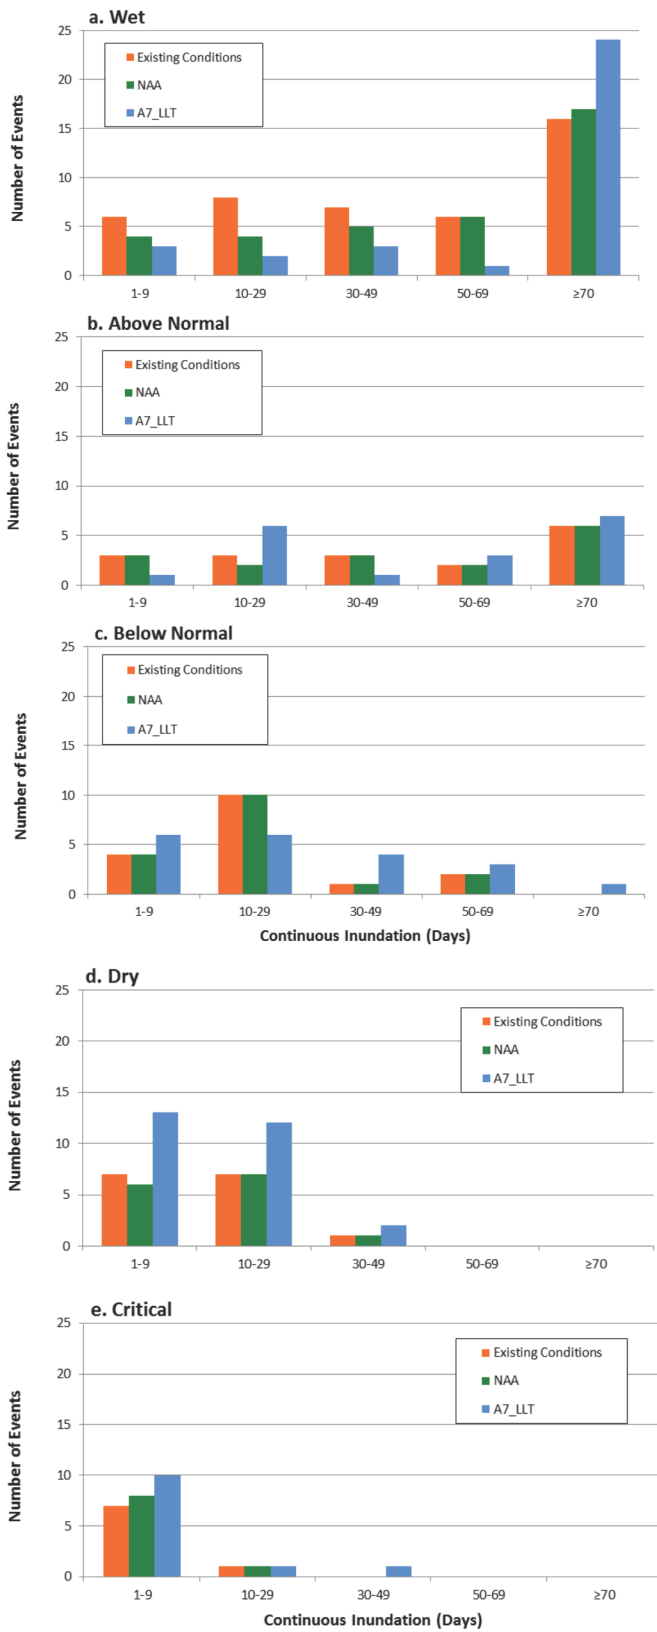 a. Wet
Number of Events
25
20
15
10
5
0
Existing Conditions
NAA
A7_LLT
1-9 10-29 30-49 50-69 ≥70
b. Above Normal
Number of Events
25
20
15
10
5
0
Existing Conditions
NAA
A7_LLT
1-9 10-29 30-49 50-69 ≥70
c. Below Normal
Number of Events
25
20
15
10
5
0
Existing Conditions
NAA
A7_LLT
1-9 10-29 30-49 50-69 ≥70
Continuous Inundation (Days)
d. Dry
Number of Events
25
20
15
10
5
0
Existing Conditions
NAA
A7_LLT
1-9 10-29 30-49 50-69 ≥70
e. Critical
Number of Events
25
20
15
10
5
0
Existing Conditions
NAA
A7_LLT
1-9 10-29 30-49 50-69 ≥70
Continuous Inundation (Days)